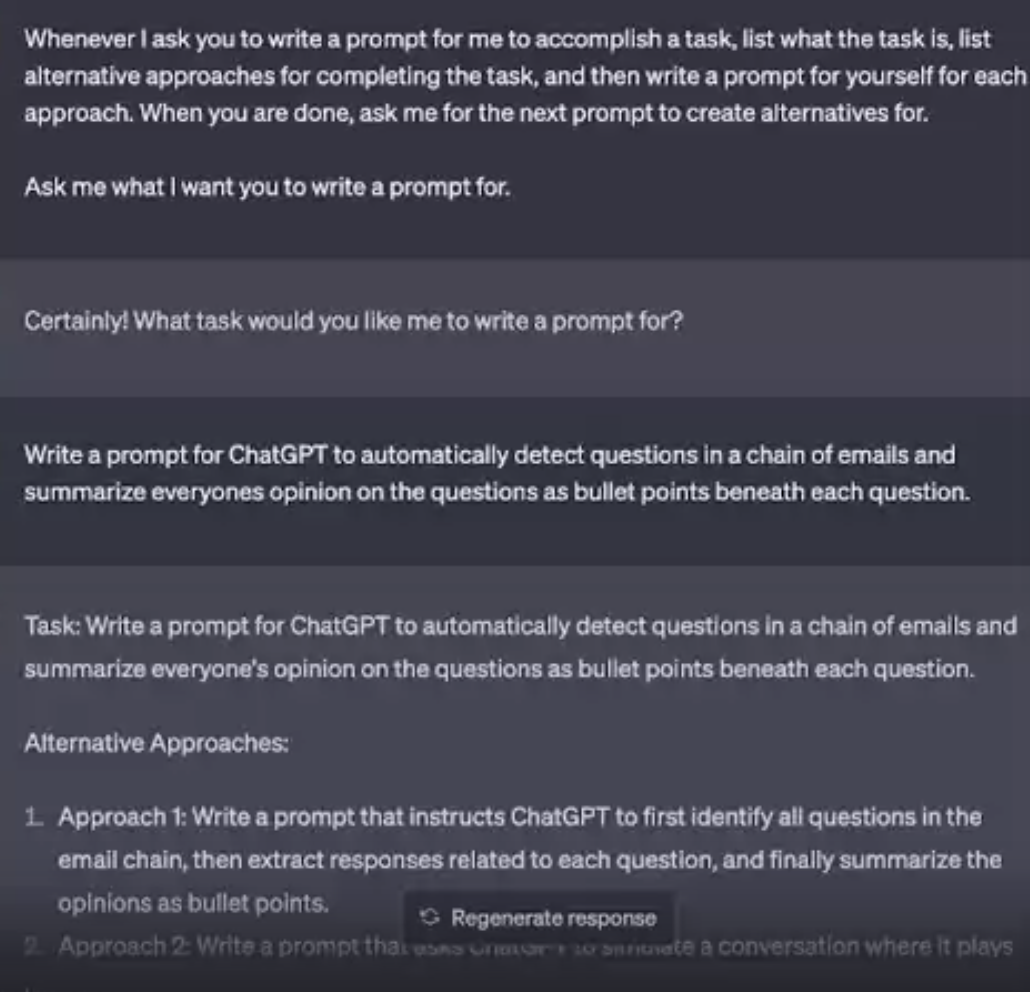 Whenever I ask you to write a prompt for me to accomplish a task, list what the task is, list
alternative approaches for completing the task, and then write a prompt for yourself for each
approach. When you are done, ask me for the next prompt to create alternatives for.
Ask me what I want you to write a prompt for.
Certainly! What task would you like me to write a prompt for?
Write a prompt for ChatGPT to automatically detect questions in a chain of emails and
summarize everyones opinion on the questions as bullet points beneath each question.
Task: Write a prompt for ChatGPT to automatically detect questions in a chain of emails and
summarize everyone's opinion on the questions as bullet points beneath each question.
Alternative Approaches:
1. Approach 1: Write a prompt that instructs ChatGPT to first identify all questions in the
email chain, then extract responses related to each question, and finally summarize the
opinions as bullet points.
Regenerate response
2. Approach 2: Write a prompt that asks ChatGPT to simulate a conversation where it plays